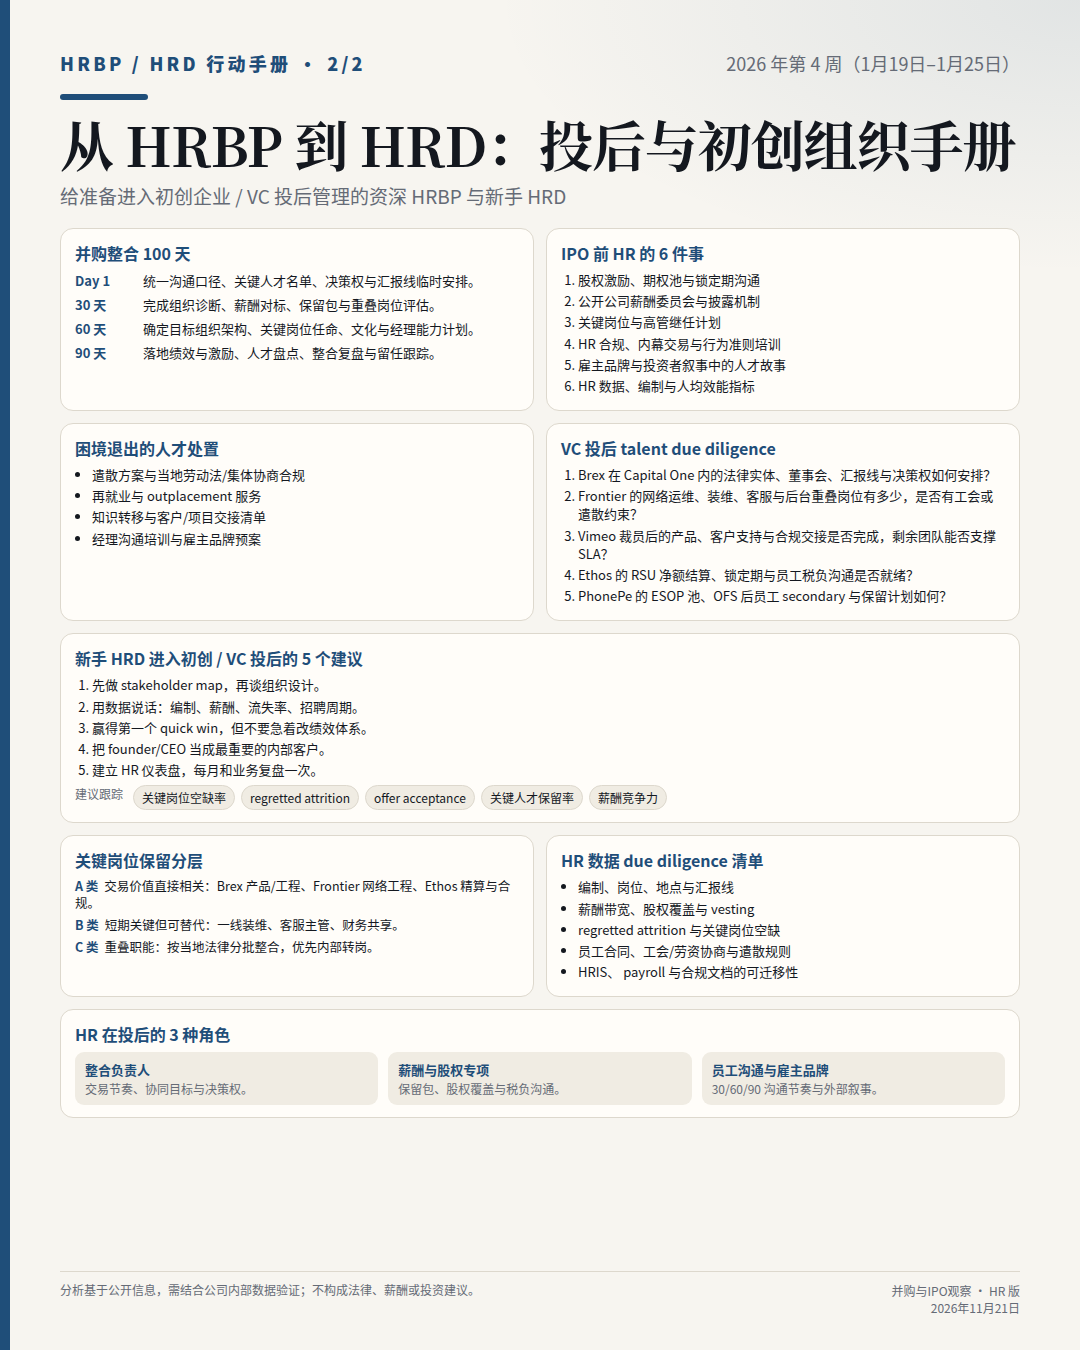 HRBP / HRD 行动手册 · 2/2
2026 年第 4 周（1月19日–1月25日）
从 HRBP 到 HRD：投后与初创组织手册
给准备进入初创企业 / VC 投后管理的资深 HRBP 与新手 HRD
并购整合 100 天
Day 1 统一沟通口径、关键人才名单、决策权与汇报线临时安排。
30 天 完成组织诊断、薪酬对标、保留包与重叠岗位评估。
60 天 确定目标组织架构、关键岗位任命、文化与经理能力计划。
90 天 落地绩效与激励、人才盘点、整合复盘与留任跟踪。
IPO 前 HR 的 6 件事
1. 股权激励、期权池与锁定期沟通
2. 公开公司薪酬委员会与披露机制
3. 关键岗位与高管继任计划
4. HR 合规、内幕交易与行为准则培训
5. 雇主品牌与投资者叙事中的人才故事
6. HR 数据、编制与人均效能指标
困境退出的人才处置
• 遣散方案与当地劳动法/集体协商合规
• 再就业与 outplacement 服务
• 知识转移与客户/项目交接清单
• 经理沟通培训与雇主品牌预案
VC 投后 talent due diligence
1. Brex 在 Capital One 内的法律实体、董事会、汇报线与决策权如何安排？
2. Frontier 的网络运维、装维、客服与后台重叠岗位有多少，是否有工会或
遣散约束？
3. Vimeo 裁员后的产品、客户支持与合规交接是否完成，剩余团队能否支撑
SLA？
4. Ethos 的 RSU 净额结算、锁定期与员工税负沟通是否就绪？
5. PhonePe 的 ESOP 池、OFS 后员工 secondary 与保留计划如何？
新手 HRD 进入初创 / VC 投后的 5 个建议
1. 先做 stakeholder map，再谈组织设计。
2. 用数据说话：编制、薪酬、流失率、招聘周期。
3. 赢得第一个 quick win，但不要急着改绩效体系。
4. 把 founder/CEO 当成最重要的内部客户。
5. 建立 HR 仪表盘，每月和业务复盘一次。
建议跟踪 关键岗位空缺率 regretted attrition offer acceptance 关键人才保留率 薪酬竞争力
关键岗位保留分层
A 类 交易价值直接相关：Brex 产品/工程、Frontier 网络工程、Ethos 精算与合
规。
B 类 短期关键但可替代：一线装维、客服主管、财务共享。
C 类 重叠职能：按当地法律分批整合，优先内部转岗。
HR 数据 due diligence 清单
• 编制、岗位、地点与汇报线
• 薪酬带宽、股权覆盖与 vesting
• regretted attrition 与关键岗位空缺
• 员工合同、工会/劳资协商与遣散规则
• HRIS、 payroll 与合规文档的可迁移性
HR 在投后的 3 种角色
整合负责人
交易节奏、协同目标与决策权。
薪酬与股权专项
保留包、股权覆盖与税负沟通。
员工沟通与雇主品牌
30/60/90 沟通节奏与外部叙事。
分析基于公开信息，需结合公司内部数据验证；不构成法律、薪酬或投资建议。
并购与IPO观察 · HR 版
2026年11月21日